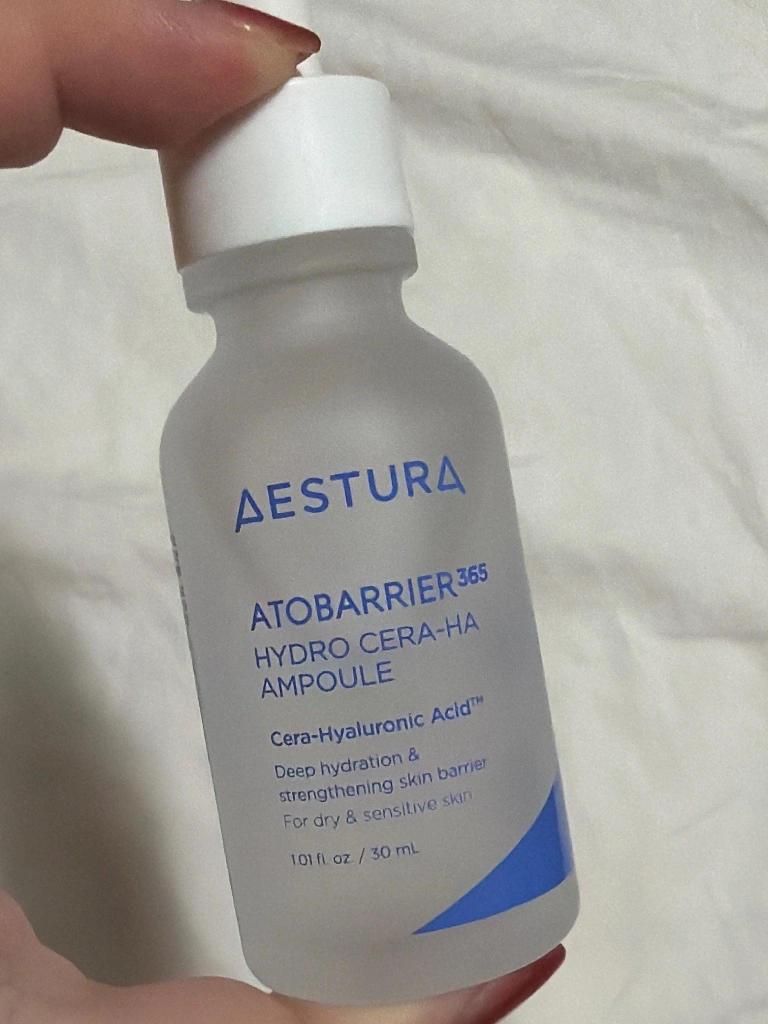 AESTURA
ATOBARRIER365
HYDRO CERA-HA
AMPOULE
Cera-Hyaluronic Acid™
Deep hydration &
strengthening skin barrier
For dry & sensitive skin
1.01 fl. oz. / 30 mL